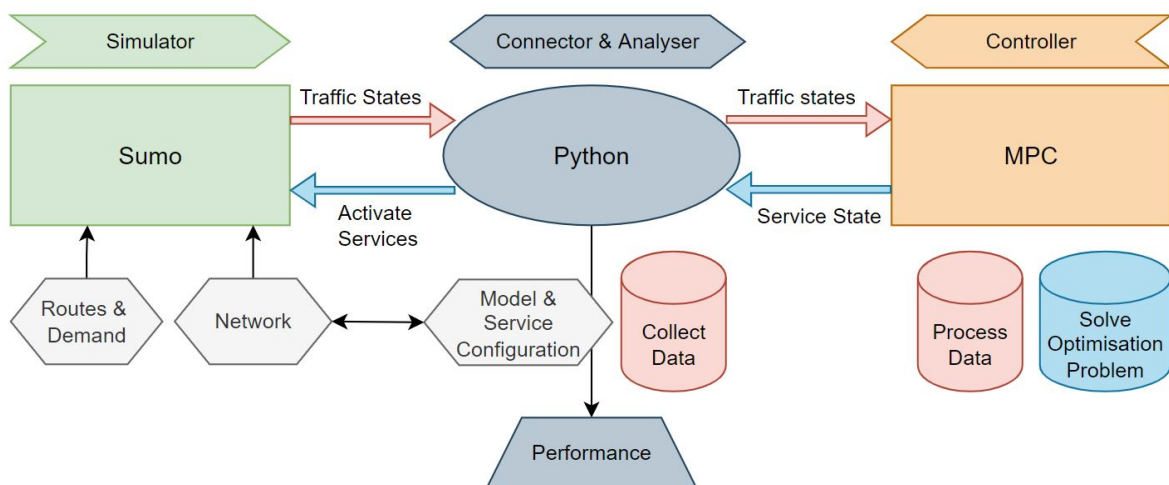 Simulator
Connector & Analyser
Controller
Traffic States
Traffic states
Sumo
Python
MPC
Activate
Services
Service State
Routes &
Demand
Network
Model &
Service
Configuration
Collect
Data
Process
Data
Solve
Optimisation
Problem
Performance